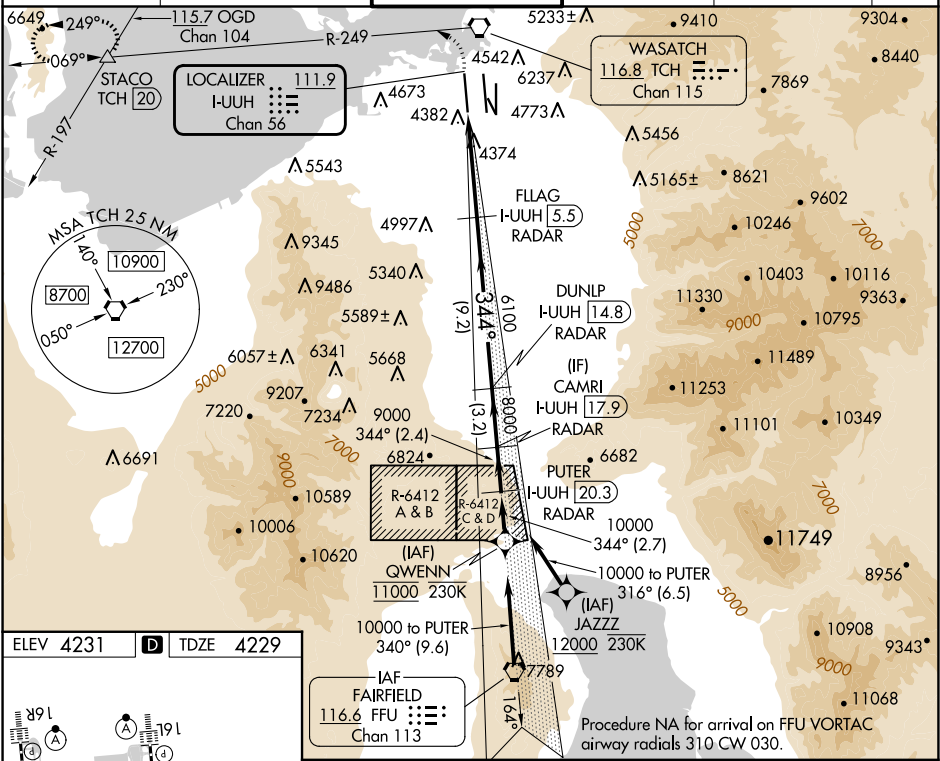 6649
249°
069°
STACO
TCH 20
R-197
115.7 OGD
Chan 104
R-249
LOCALIZER 111.9
I-UUH
Chan 56
4673
4382
4542
5233±
6237
4773
4374
WASATCH
116.8 TCH
Chan 115
9410
9304
8440
7869
5456
5165±
8621
9602
10246
7000
5000
5543
MSA TCH 25 NM
140°
10900
8700
230°
050°
12700
9345
9486
4997
5340
5589±
6057±
6341
5668
FLLAG
I-UUH 5.5
RADAR
344°
6100
(9.2)
DUNLP
I-UUH 14.8
RADAR
10403
10116
9363
11330
9000
10795
11489
5000
9207
7220
7234
7000
9000
6691
(3.2)
8000
(IF)
CAMRI
I-UUH 17.9
RADAR
11253
11101
10349
9000
344° (2.4)
6824
6682
R-6412
A & B
R-6412
C & D
PUTER
I-UUH 20.3
RADAR
10589
10006
10620
7000
11749
8956
5000
10000
344° (2.7)
(IAF)
QWENN
11000 230K
10000 to PUTER
316° (6.5)
(IAF)
JAZZZ
12000 230K
10000 to PUTER
340° (9.6)
10908
9343
9000
11068
7789
164°
IAF
FAIRFIELD
116.6 FFU
Chan 113
Procedure NA for arrival on FFU VORTAC
airway radials 310 CW 030.
ELEV 4231 D TDZE 4229
16R
A
P
A
16L
P